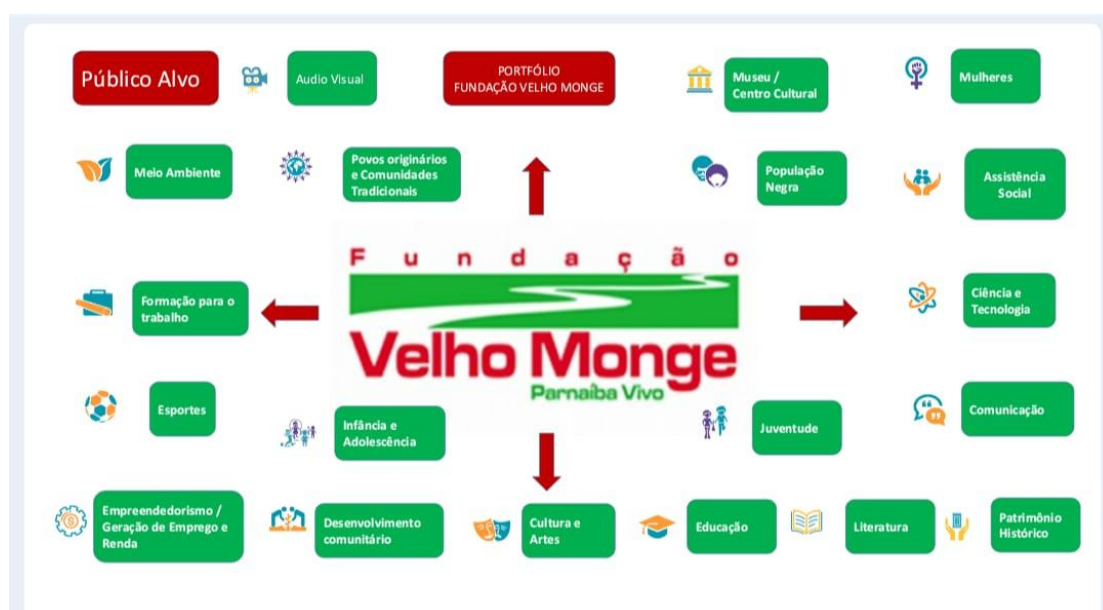 Público Alvo
Audio Visual
PORTFÓLIO
FUNDAÇÃO VELHO MONGE
Museu /
Centro Cultural
Mulheres
Meio Ambiente
Povos originários
e Comunidades
Tradicionais
População
Negra
Assistência
Social
Fundação
Velho Monge
Parnaíba Vivo
Formação para o
trabalho
Ciência e
Tecnologia
Esportes
Infância e
Adolescência
Juventude
Comunicação
Empreendedorismo /
Geração de Emprego e
Renda
Desenvolvimento
comunitário
Cultura e
Artes
Educação
Literatura
Patrimônio
Histórico